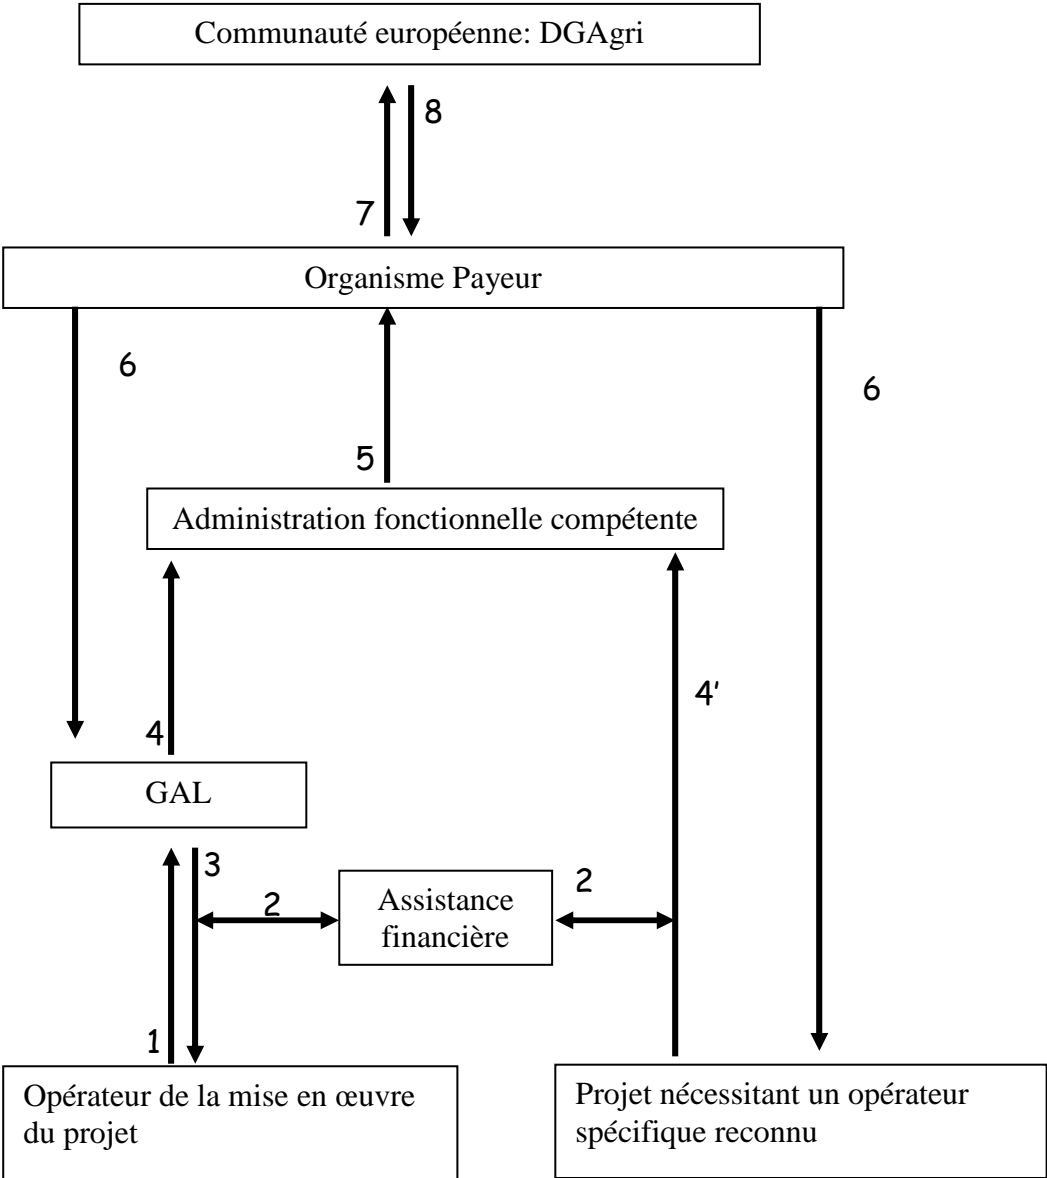 Communauté européenne: DGAgri
8
7
Organisme Payeur
6
6
5
Administration fonctionnelle compétente
4'
4
GAL
3
2
2
Assistance
financière
1
Opérateur de la mise en œuvre
du projet
Projet nécessitant un opérateur
spécifique reconnu